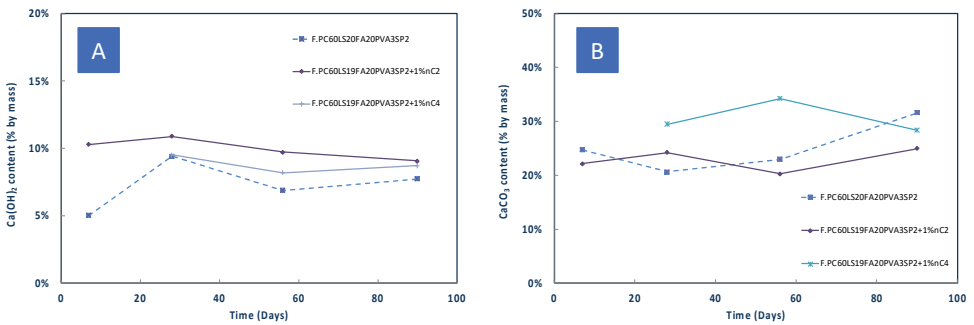 A
20%
15%
10%
5%
0%
Ca(OH)₂ content (% by mass)
F.PC60LS20FA20PVA3SP2
F.PC60LS19FA20PVA3SP2+1%nC2
F.PC60LS19FA20PVA3SP2+1%nC4
0 20 40 60 80 100
Time (Days)
B
50%
40%
30%
20%
10%
0%
CaCO₃ content (% by mass)
F.PC60LS20FA20PVA3SP2
F.PC60LS19FA20PVA3SP2+1%nC2
F.PC60LS19FA20PVA3SP2+1%nC4
0 20 40 60 80 100
Time (Days)